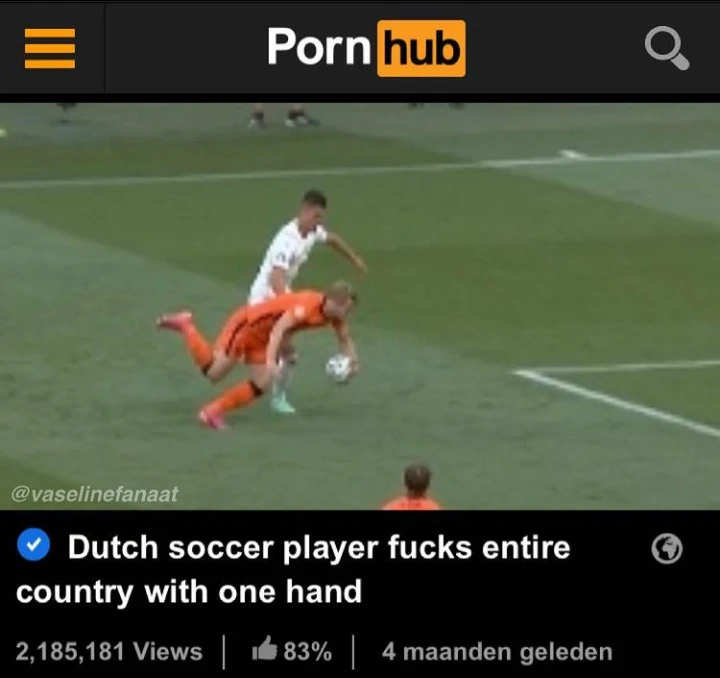 Porn hub
@vaselinefanaat
Dutch soccer player fucks entire
country with one hand
2,185,181 Views | 83% | 4 maanden geleden